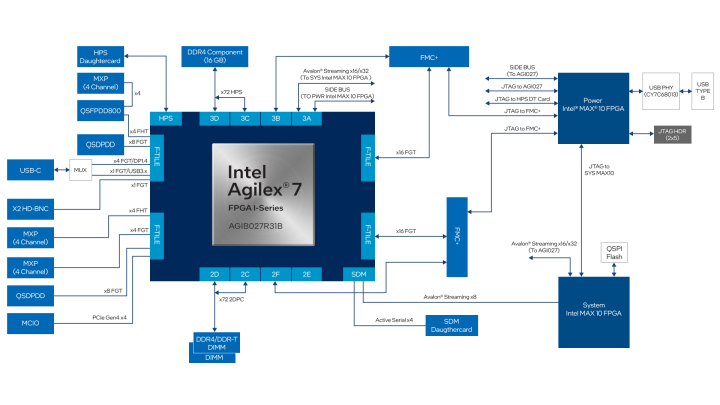 HPS
Daughtercard
MXP
(4 Channel)
x4
QSFPDD800
x4 FHT
QSDPDD
x8 FGT
USB-C
MUX
x4 FGT/DP1.4
x1 FGT/USB3.x
x1 FGT
X2 HD-BNC
x4 FHT
MXP
(4 Channel)
x4 FGT
MXP
(4 Channel)
QSDPDD
x8 FGT
MCIO
PCIe Gen4 x4
DDR4 Component
(16 GB)
x72 HPS
Avalon® Streaming x16/x32
(To SYS Intel MAX 10 FPGA )
SIDE BUS
(TO PWR Intel MAX 10 FPGA)
HPS
3D
3C
3B
3A
F-TILE
F-TILE
F-TILE
F-TILE
Intel
Agilex® 7
FPGA I-Series
AGIB027R31B
2D
2C
2F
2E
SDM
x72 2DPC
DDR4/DDR-T
DIMM
DIMM
FMC+
x16 FGT
x16 FGT
FMC+
Avalon® Streaming x8
Active Serial x4
SDM
Daugthercard
SIDE BUS
(To AGI027)
JTAG to AGI027
JTAG to HPS DT Card
JTAG to FMC+
JTAG to FMC+
Power
Intel® MAX® 10 FPGA
USB PHY
(CY7C68013)
USB
TYPE
B
JTAG HDR
(2x5)
JTAG to
SYS MAX10
Avalon® Streaming x16/x32
(To AGI027)
QSPI
Flash
System
Intel MAX 10 FPGA